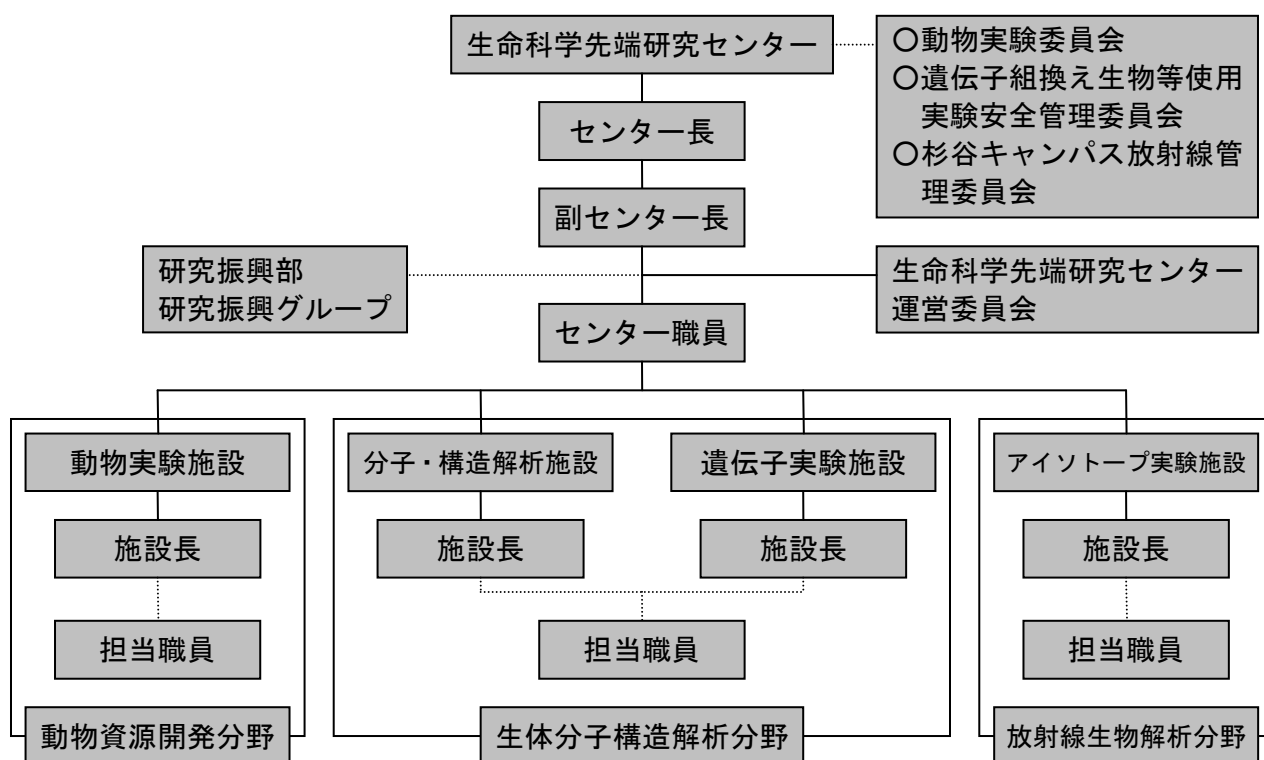 生命科学先端研究センター
〇動物実験委員会
〇遺伝子組換え生物等使用
実験安全管理委員会
〇杉谷キャンパス放射線管
理委員会
センター長
副センター長
研究振興部
研究振興グループ
生命科学先端研究センター
運営委員会
センター職員
動物実験施設
分子・構造解析施設
遺伝子実験施設
アイソトープ実験施設
施設長
施設長
施設長
施設長
担当職員
担当職員
担当職員
動物資源開発分野
生体分子構造解析分野
放射線生物解析分野